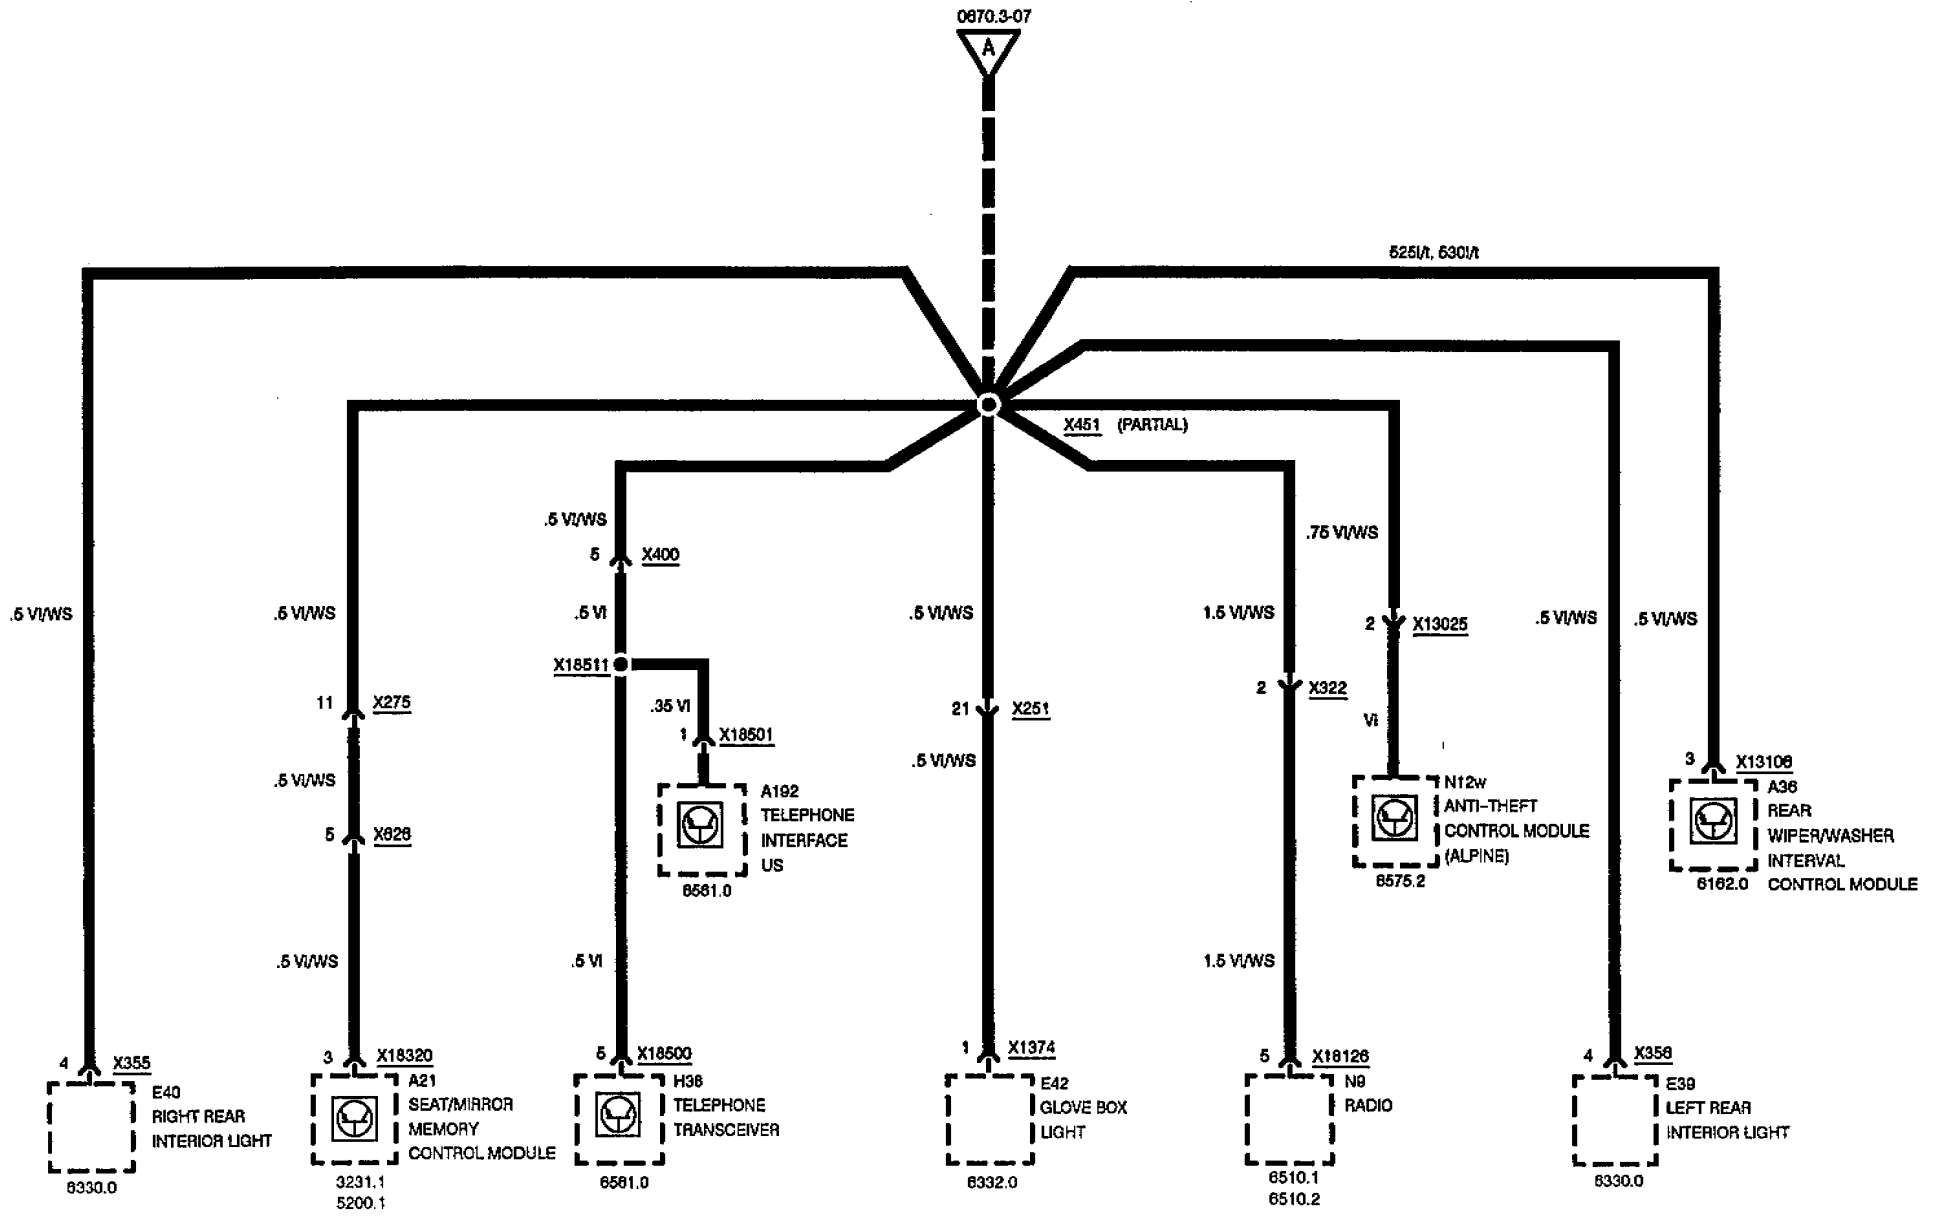 0670.3-07
A
525i/t, 530i/t
X451 (PARTIAL)
.5 VI/WS
5 X400
.75 VI/WS
.5 VI/WS
.5 VI/WS
.5 VI
.5 VI/WS
1.5 VI/WS
2 X13025
.5 VI/WS
.5 VI/WS
X18511
.35 VI
11 X275
21 X251
2 X322
VI
1 X18501
.5 VI/WS
.5 VI/WS
3 X13106
5 X626
A192
TELEPHONE
INTERFACE
US
6561.0
N12w
ANTI-THEFT
CONTROL MODULE
(ALPINE)
6575.2
A36
REAR
WIPER/WASHER
INTERVAL
CONTROL MODULE
6162.0
.5 VI/WS
.5 VI
1.5 VI/WS
4 X355
E40
RIGHT REAR
INTERIOR LIGHT
6330.0
3 X18320
A21
SEAT/MIRROR
MEMORY
CONTROL MODULE
3231.1
5200.1
5 X18500
H36
TELEPHONE
TRANSCEIVER
6561.0
1 X1374
E42
GLOVE BOX
LIGHT
6332.0
5 X18126
N9
RADIO
6510.1
6510.2
4 X356
E39
LEFT REAR
INTERIOR LIGHT
6330.0